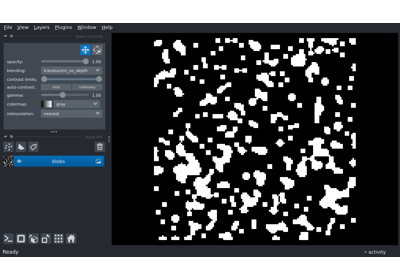 File View Layers Plugins Window Help
layer controls
opacity: 1.00
blending: translucent_no_depth
contrast limits:
auto-contrast: once continuous
gamma: 1.00
colormap: gray
interpolation: nearest
layer list
blobs
Ready
activity